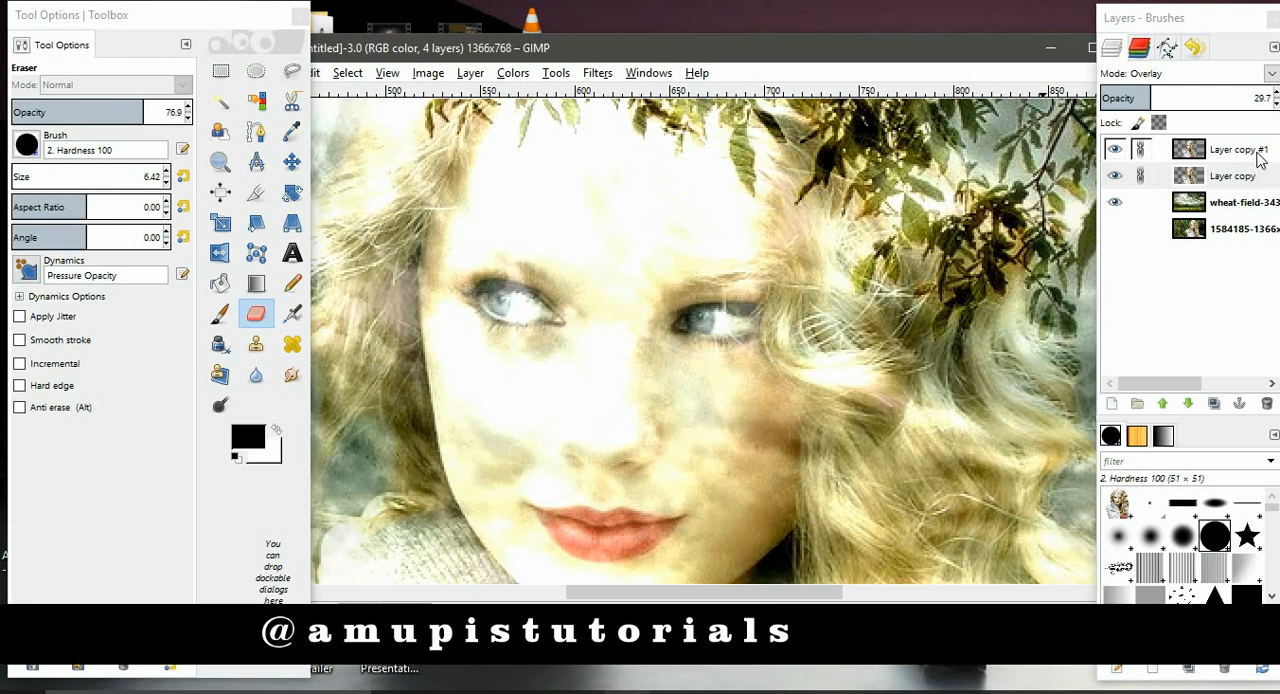 Tool Options | Toolbox
Tool Options
Eraser
Mode: Normal
Opacity 76.9
Brush
2. Hardness 100
Size 6.42
Aspect Ratio 0.00
Angle 0.00
Dynamics
Pressure Opacity
Dynamics Options
Apply Jitter
Smooth stroke
Incremental
Hard edge
Anti erase (Alt)
You
can
drop
dockable
dialogs
here
ntitled]-3.0 (RGB color, 4 layers) 1366x768 – GIMP
dit Select View Image Layer Colors Tools Filters Windows Help
500 550 600 650 700 750 800 850
Layers - Brushes
Mode: Overlay
Opacity 29.7
Lock:
Layer copy #1
Layer copy
wheat-field-343
1584185-1366x
filter
2. Hardness 100 (51 × 51)
@amupistutorials
ailer Presentati...